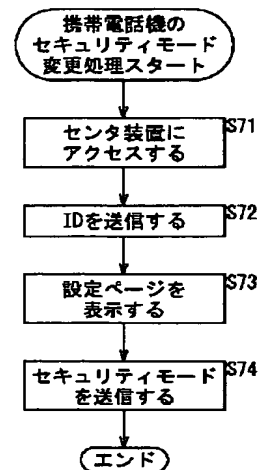 携帯電話機の
セキュリティモード
変更処理スタート
S71
センタ装置に
アクセスする
S72
IDを送信する
S73
設定ページを
表示する
S74
セキュリティモード
を送信する
エンド